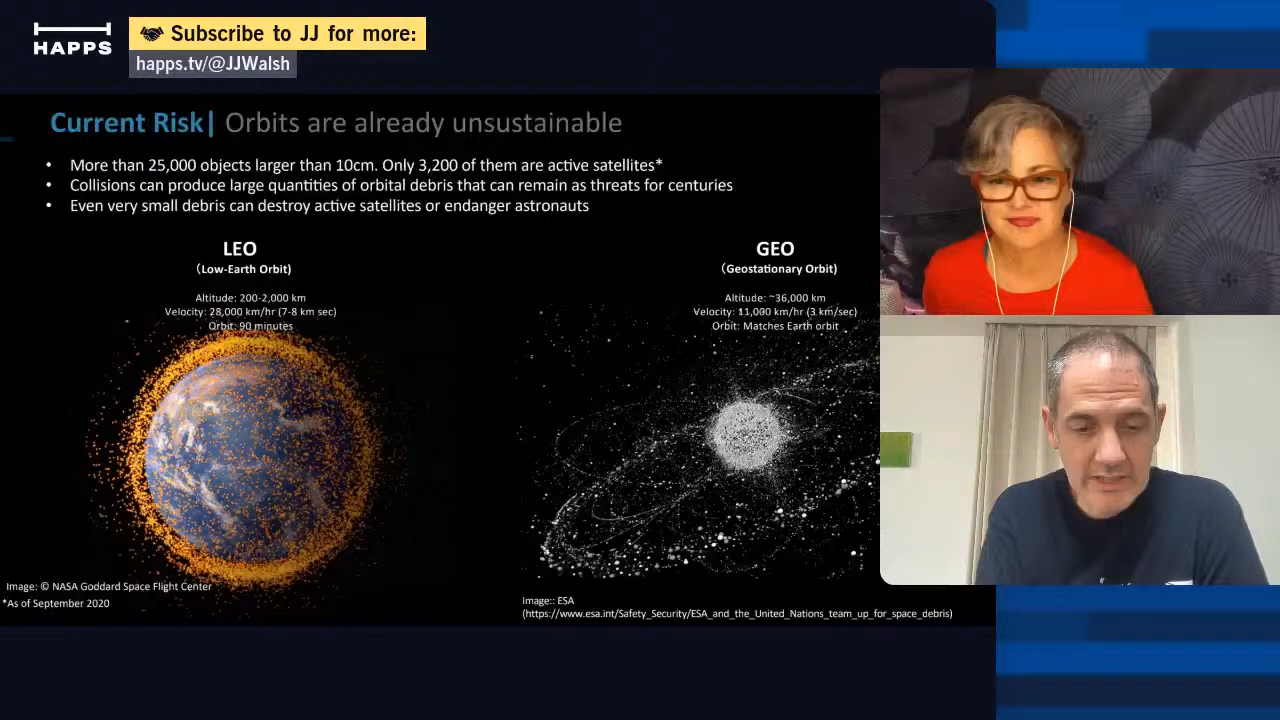 HAPPS
Subscribe to JJ for more:
happs.tv/@JJWalsh
Current Risk| Orbits are already unsustainable
• More than 25,000 objects larger than 10cm. Only 3,200 of them are active satellites*
• Collisions can produce large quantities of orbital debris that can remain as threats for centuries
• Even very small debris can destroy active satellites or endanger astronauts
LEO
(Low-Earth Orbit)
Altitude: 200-2,000 km
Velocity: 28,000 km/hr (7-8 km sec)
Orbit: 90 minutes
GEO
(Geostationary Orbit)
Altitude: ~36,000 km
Velocity: 11,000 km/hr (3 km/sec)
Orbit: Matches Earth orbit
Image: © NASA Goddard Space Flight Center
*As of September 2020
Image:: ESA
(https://www.esa.int/Safety_Security/ESA_and_the_United_Nations_team_up_for_space_debris)